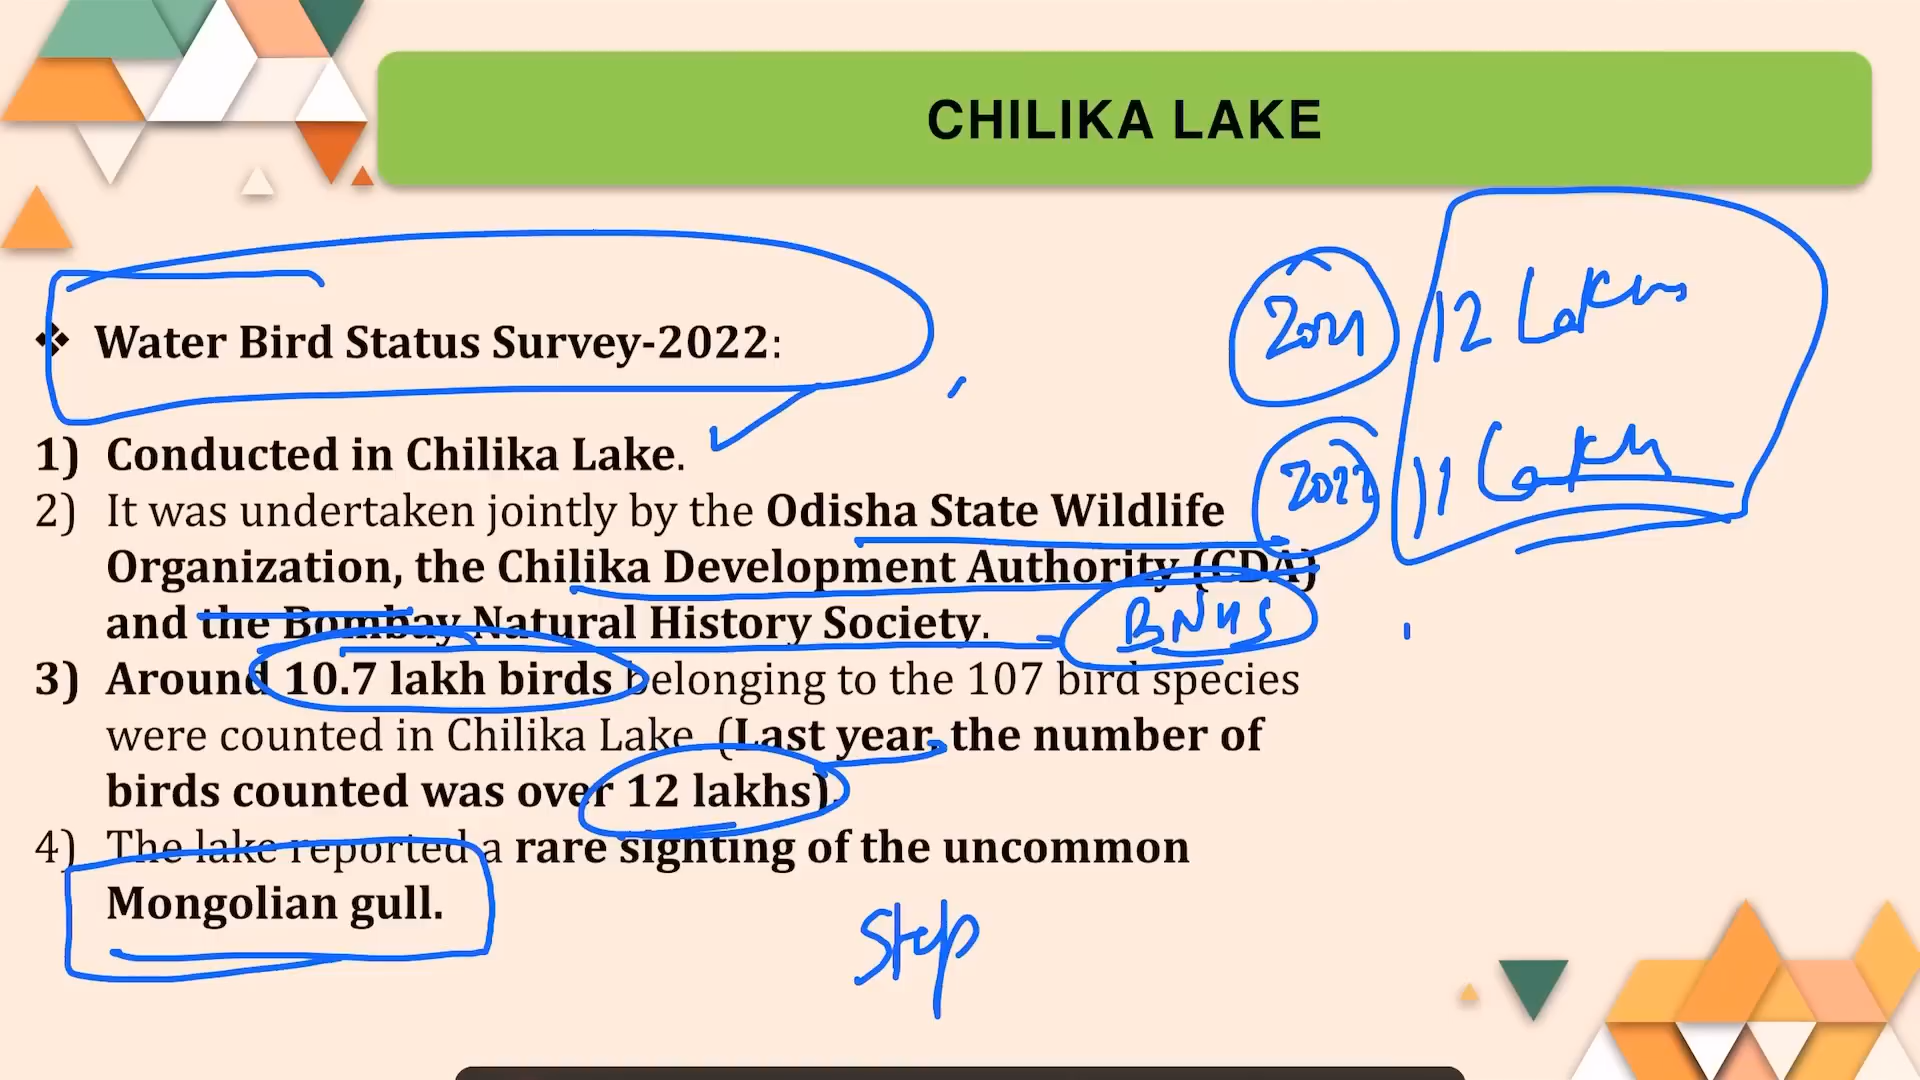 CHILIKA LAKE
❖ Water Bird Status Survey-2022:
2021 12 Lakhs
1) Conducted in Chilika Lake.
2022 11 Lakhs
2) It was undertaken jointly by the Odisha State Wildlife
Organization, the Chilika Development Authority (CDA)
and the Bombay Natural History Society.
BNHS
3) Around 10.7 lakh birds belonging to the 107 bird species
were counted in Chilika Lake (Last year, the number of
birds counted was over 12 lakhs).
4) The lake reported a rare sighting of the uncommon
Mongolian gull.